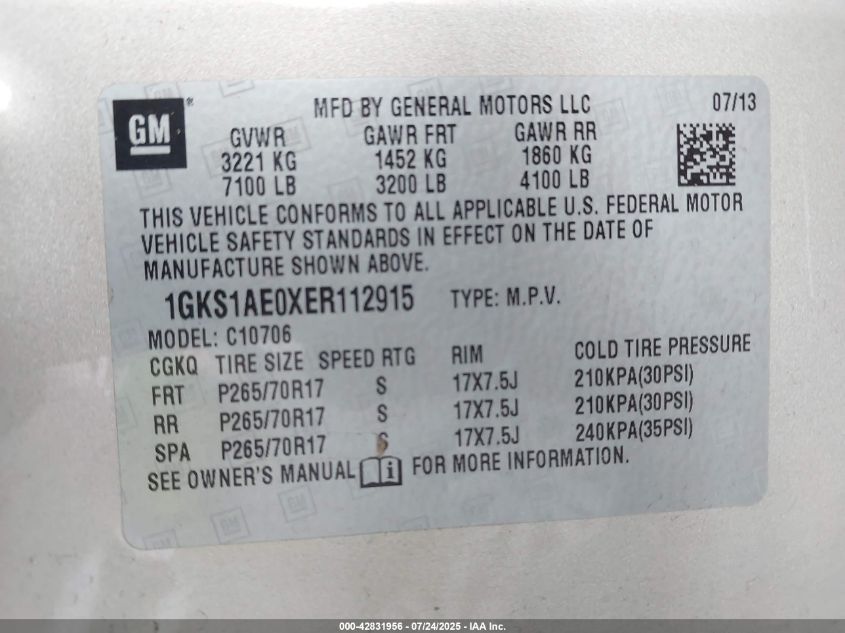 GM ® MFD BY GENERAL MOTORS LLC 07/13
GVWR GAWR FRT GAWR RR
3221 KG 1452 KG 1860 KG
7100 LB 3200 LB 4100 LB
THIS VEHICLE CONFORMS TO ALL APPLICABLE U.S. FEDERAL MOTOR
VEHICLE SAFETY STANDARDS IN EFFECT ON THE DATE OF
MANUFACTURE SHOWN ABOVE.
1GKS1AE0XER112915 TYPE: M.P.V.
MODEL: C10706
CGKQ TIRE SIZE SPEED RTG RIM COLD TIRE PRESSURE
FRT P265/70R17 S 17X7.5J 210KPA(30PSI)
RR P265/70R17 S 17X7.5J 210KPA(30PSI)
SPA P265/70R17 S 17X7.5J 240KPA(35PSI)
SEE OWNER'S MANUAL FOR MORE INFORMATION.
000-42831956 - 07/24/2025 - IAA Inc.